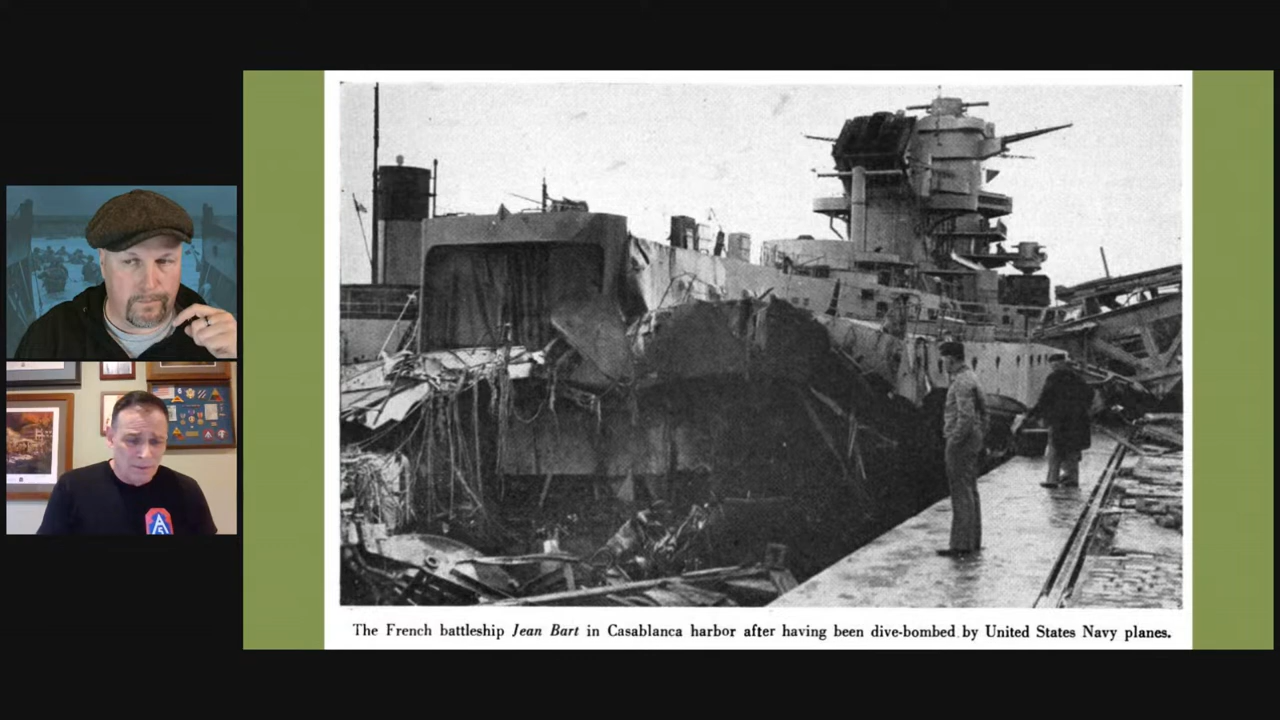 The French battleship Jean Bart in Casablanca harbor after having been dive-bombed by United States Navy planes.